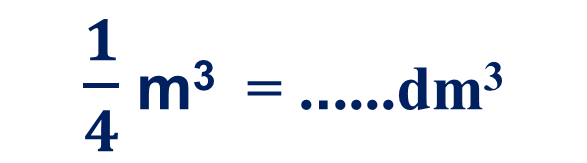 1/4 m³ = ......dm³